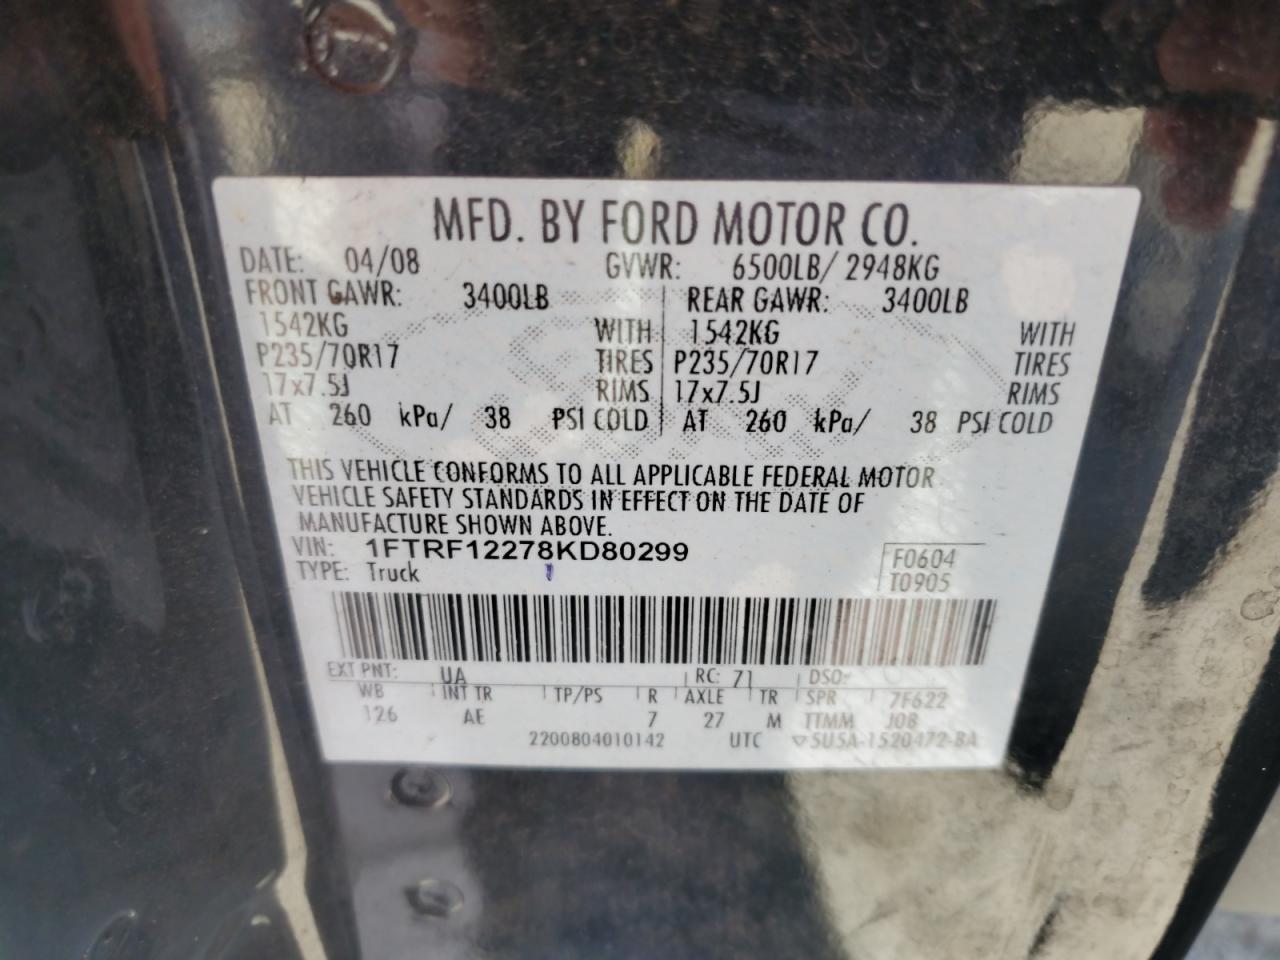 MFD. BY FORD MOTOR CO.
DATE: 04/08 GVWR: 6500LB/ 2948KG
FRONT GAWR: 3400LB REAR GAWR: 3400LB
1542KG WITH 1542KG WITH
P235/70R17 TIRES P235/70R17 TIRES
17x7.5J RIMS 17x7.5J RIMS
AT 260 kPa/ 38 PSI COLD AT 260 kPa/ 38 PSI COLD
THIS VEHICLE CONFORMS TO ALL APPLICABLE FEDERAL MOTOR
VEHICLE SAFETY STANDARDS IN EFFECT ON THE DATE OF
MANUFACTURE SHOWN ABOVE.
VIN: 1FTRF12278KD80299 F0604
TYPE: Truck T0905
EXT PNT: UA RC: 71 DSO:
WB INT TR TP/PS R AXLE TR SPR 7F622
126 AE 7 27 M TTMM J08
2200804010142 UTC ▽5U5A-1520472-BA